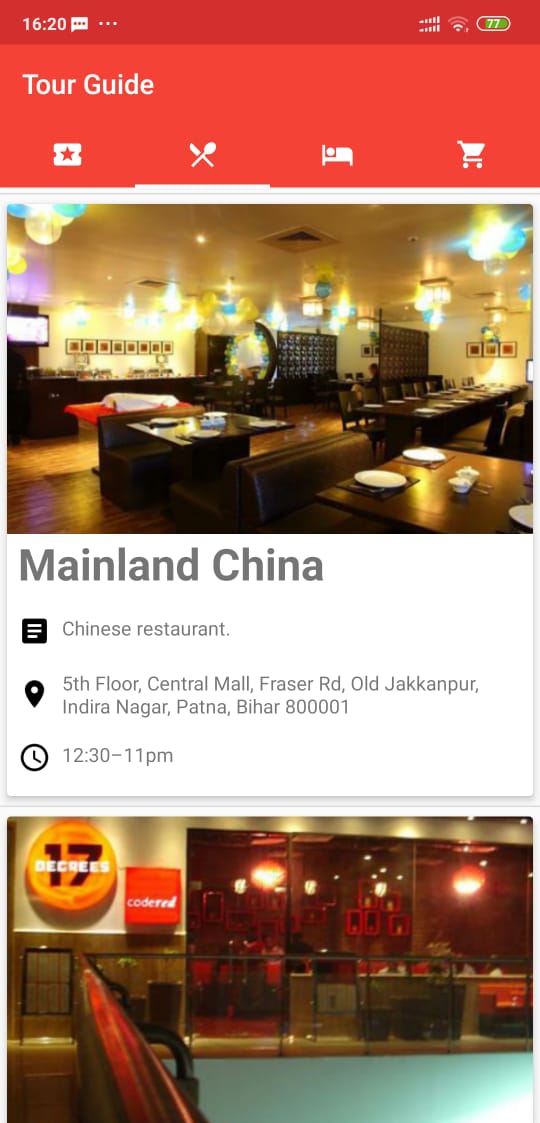 16:20
77
Tour Guide
Mainland China
Chinese restaurant.
5th Floor, Central Mall, Fraser Rd, Old Jakkanpur,
Indira Nagar, Patna, Bihar 800001
12:30–11pm
17
DEGREES
codered